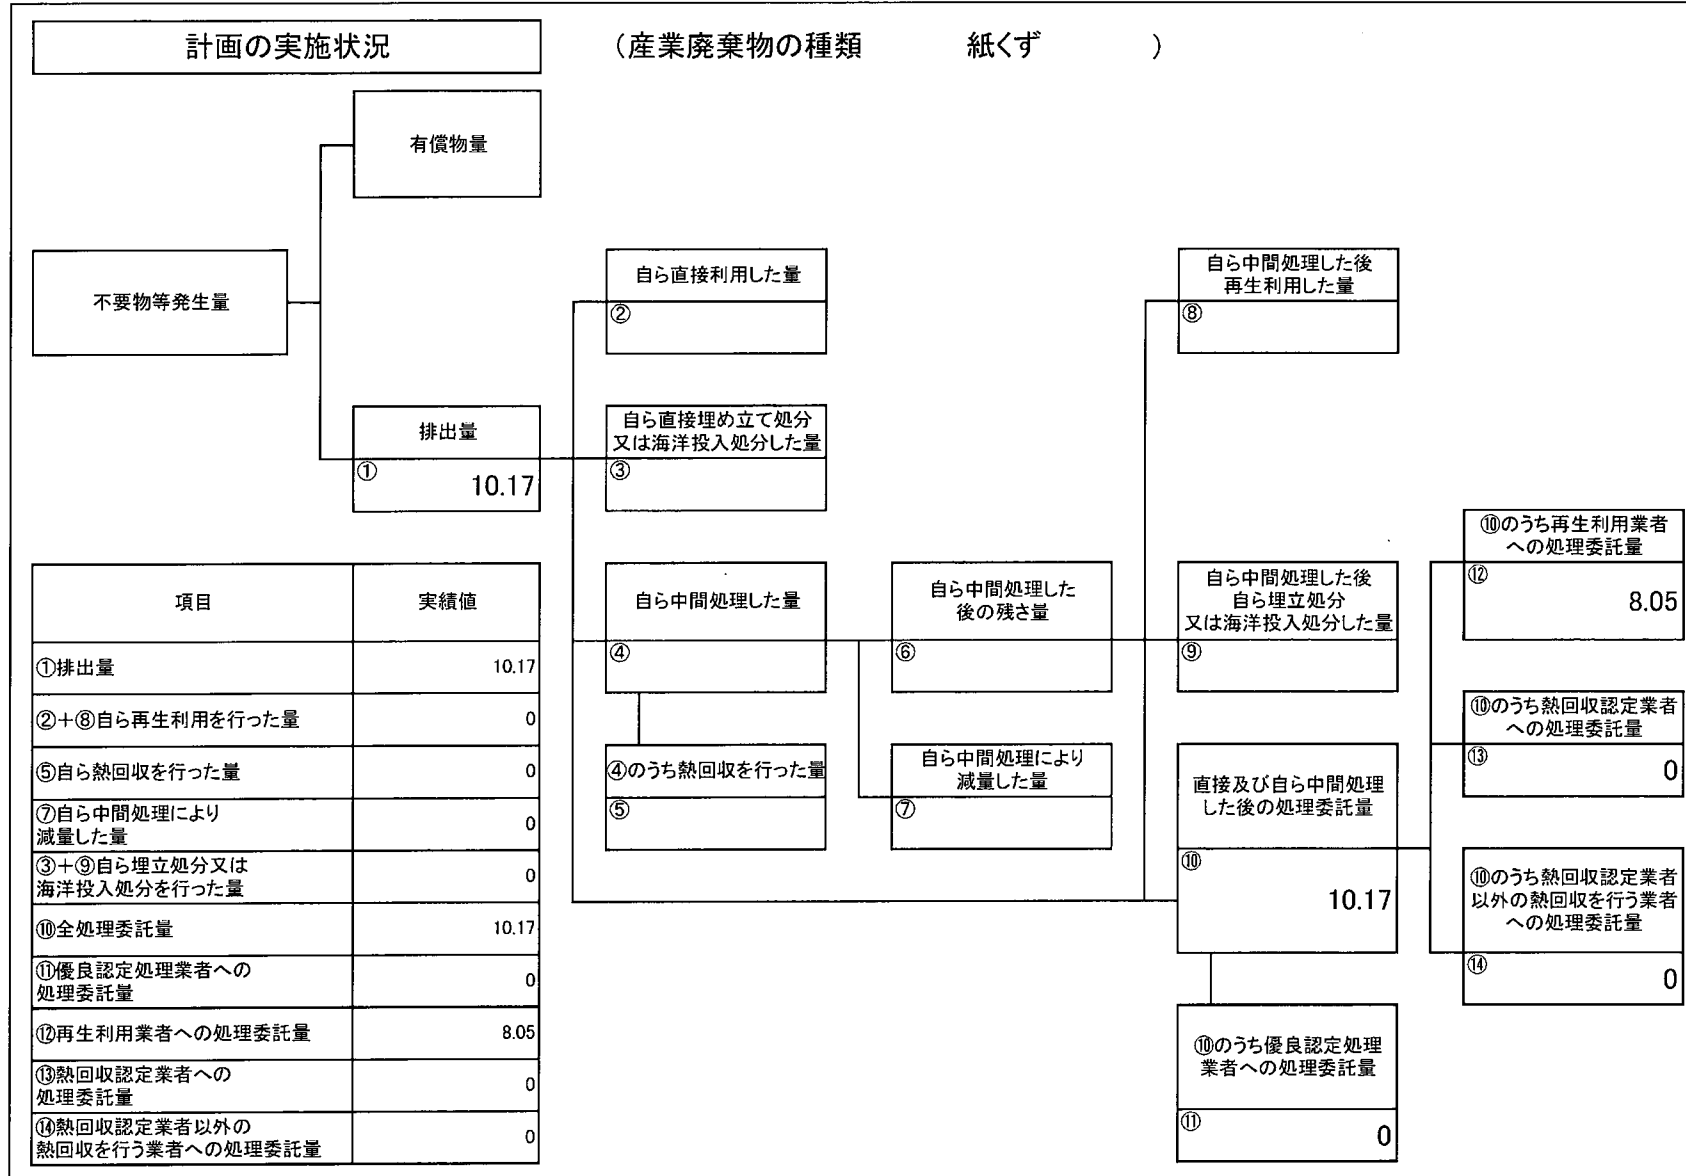 計画の実施状況
（産業廃棄物の種類　紙くず　）
有償物量
不要物等発生量
排出量
①
10.17
自ら直接利用した量
②
自ら直接埋め立て処分
又は海洋投入処分した量
③
自ら中間処理した量
④
④のうち熱回収を行った量
⑤
自ら中間処理した
後の残さ量
⑥
自ら中間処理により
減量した量
⑦
自ら中間処理した後
再生利用した量
⑧
自ら中間処理した後
自ら埋立処分
又は海洋投入処分した量
⑨
直接及び自ら中間処理
した後の処理委託量
⑩
10.17
⑩のうち優良認定処理
業者への処理委託量
⑪
0
⑩のうち再生利用業者
への処理委託量
⑫
8.05
⑩のうち熱回収認定業者
への処理委託量
⑬
0
⑩のうち熱回収認定業者
以外の熱回収を行う業者
への処理委託量
⑭
0
項目 実績値
①排出量 10.17
②＋⑧自ら再生利用を行った量 0
⑤自ら熱回収を行った量 0
⑦自ら中間処理により
減量した量 0
③＋⑨自ら埋立処分又は
海洋投入処分を行った量 0
⑩全処理委託量 10.17
⑪優良認定処理業者への
処理委託量 0
⑫再生利用業者への処理委託量 8.05
⑬熱回収認定業者への
処理委託量 0
⑭熱回収認定業者以外の
熱回収を行う業者への処理委託量 0